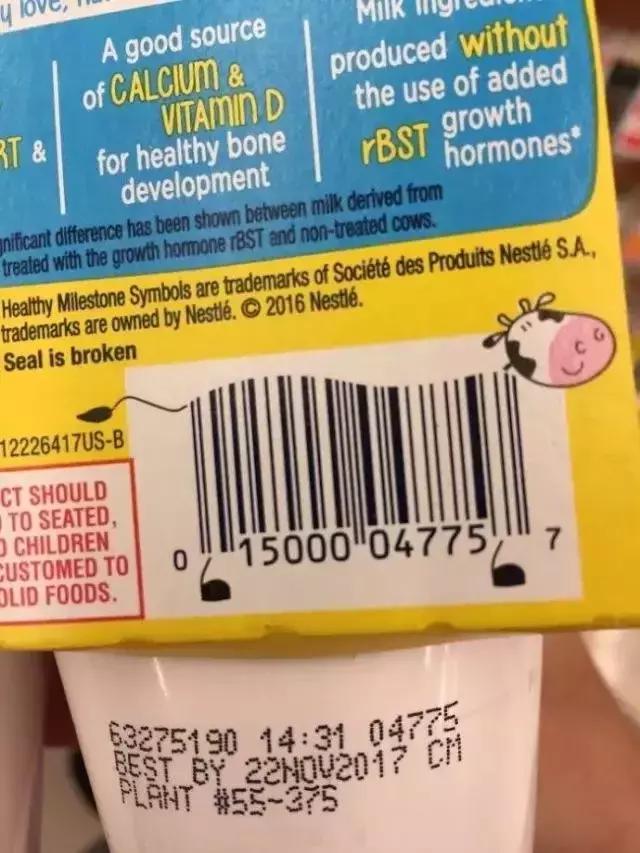 y love,
A good source
of CALCIUM &
VITAMIN D
for healthy bone
development
RT &
Milk
produced without
the use of added
rBST growth
hormones*
gnificant difference has been shown between milk derived from
treated with the growth hormone rBST and non-treated cows.
Healthy Milestone Symbols are trademarks of Société des Produits Nestlé S.A.,
trademarks are owned by Nestlé. © 2016 Nestlé.
Seal is broken
12226417US-B
CT SHOULD
TO SEATED,
D CHILDREN
CUSTOMED TO
OLID FOODS.
0 15000 04775 7
63275190 14:31 04775
BEST BY 22NOV2017 CM
PLANT #55-375